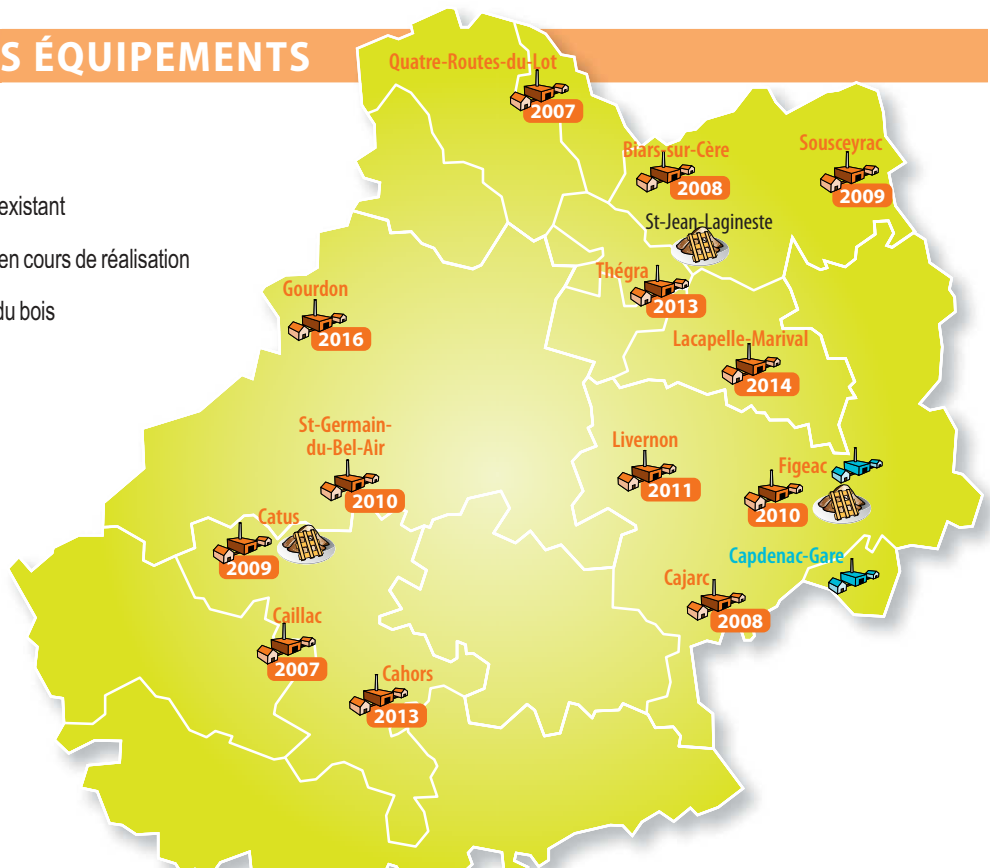 S ÉQUIPEMENTS
existant
en cours de réalisation
du bois
Quatre-Routes-du-Lot
2007
Biars-sur-Cère
2008
Sousceyrac
2009
St-Jean-Lagineste
Thégra
2013
Gourdon
2016
Lacapelle-Marival
2014
St-Germain-
du-Bel-Air
2010
Livernon
2011
Figeac
2010
Catus
2009
Capdenac-Gare
Cajarc
2008
Caillac
2007
Cahors
2013